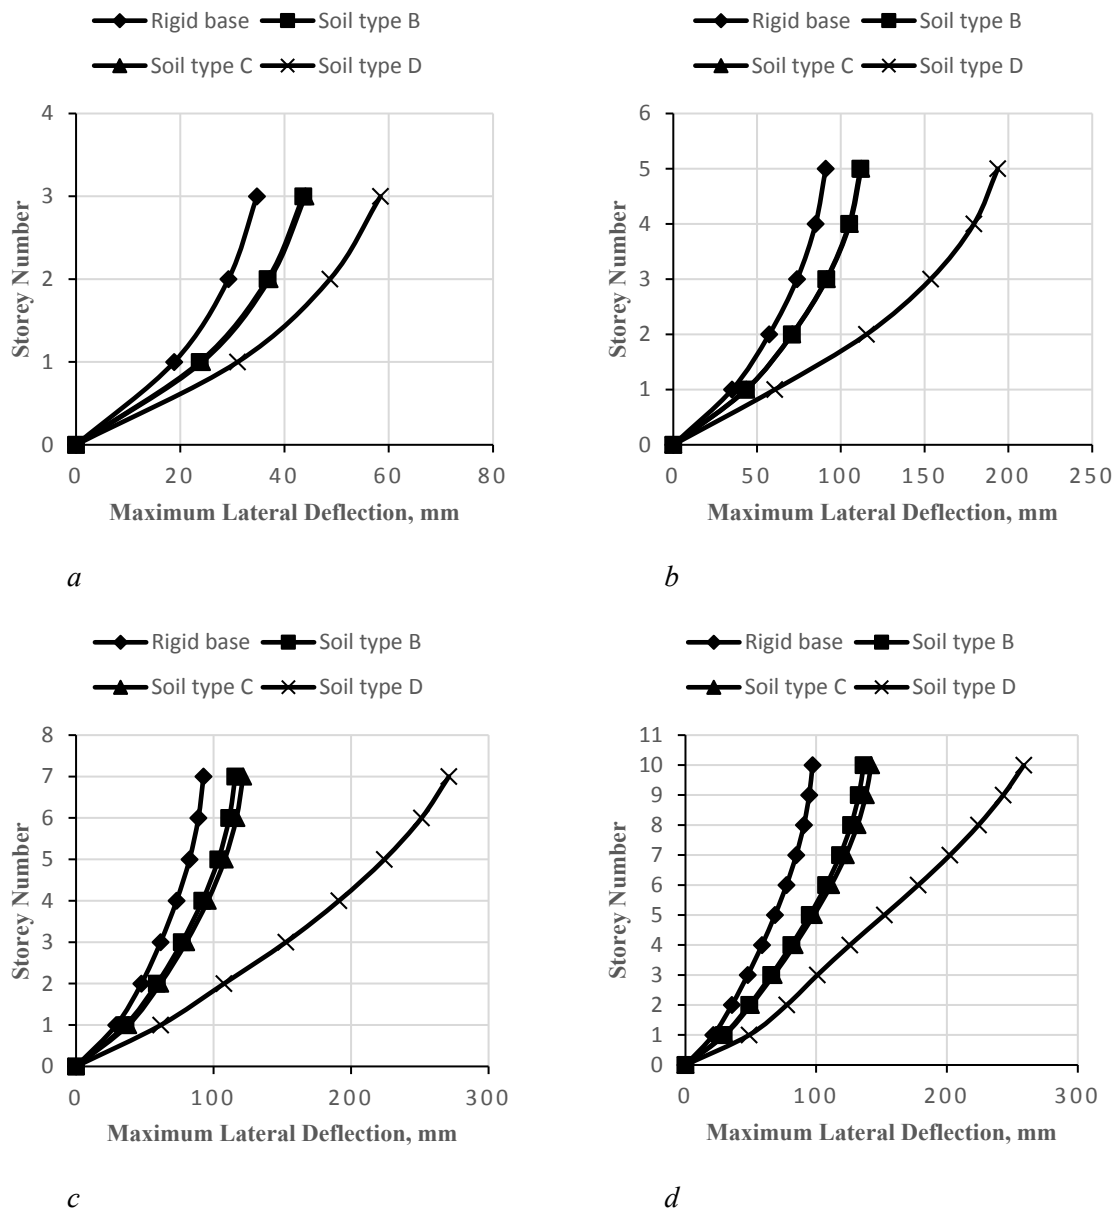 Rigid base Soil type B
Soil type C Soil type D
4
3
2
1
0
0 20 40 60 80
Storey Number
Maximum Lateral Deflection, mm
a
Rigid base Soil type B
Soil type C Soil type D
6
5
4
3
2
1
0
0 50 100 150 200 250
Storey Number
Maximum Lateral Deflection, mm
b
Rigid base Soil type B
Soil type C Soil type D
8
7
6
5
4
3
2
1
0
0 100 200 300
Storey Number
Maximum Lateral Deflection, mm
c
Rigid base Soil type B
Soil type C Soil type D
11
10
9
8
7
6
5
4
3
2
1
0
0 100 200 300
Storey Number
Maximum Lateral Deflection, mm
d